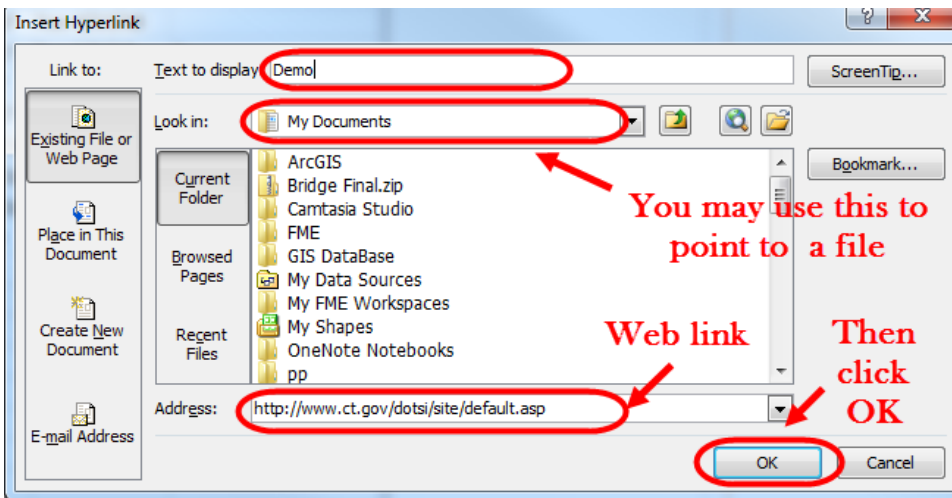 Insert Hyperlink
Link to:
Text to display: Demo
ScreenTip...
Existing File or
Web Page
Look in:
My Documents
Current
Folder
ArcGIS
Bridge Final.zip
Camtasia Studio
FME
GIS DataBase
My Data Sources
My FME Workspaces
My Shapes
OneNote Notebooks
pp
Bookmark...
You may use this to
point to a file
Place in This
Document
Browsed
Pages
Create New
Document
Recent
Files
Web link
Then
click
OK
E-mail Address
Address:
http://www.ct.gov/dotsi/site/default.asp
OK
Cancel